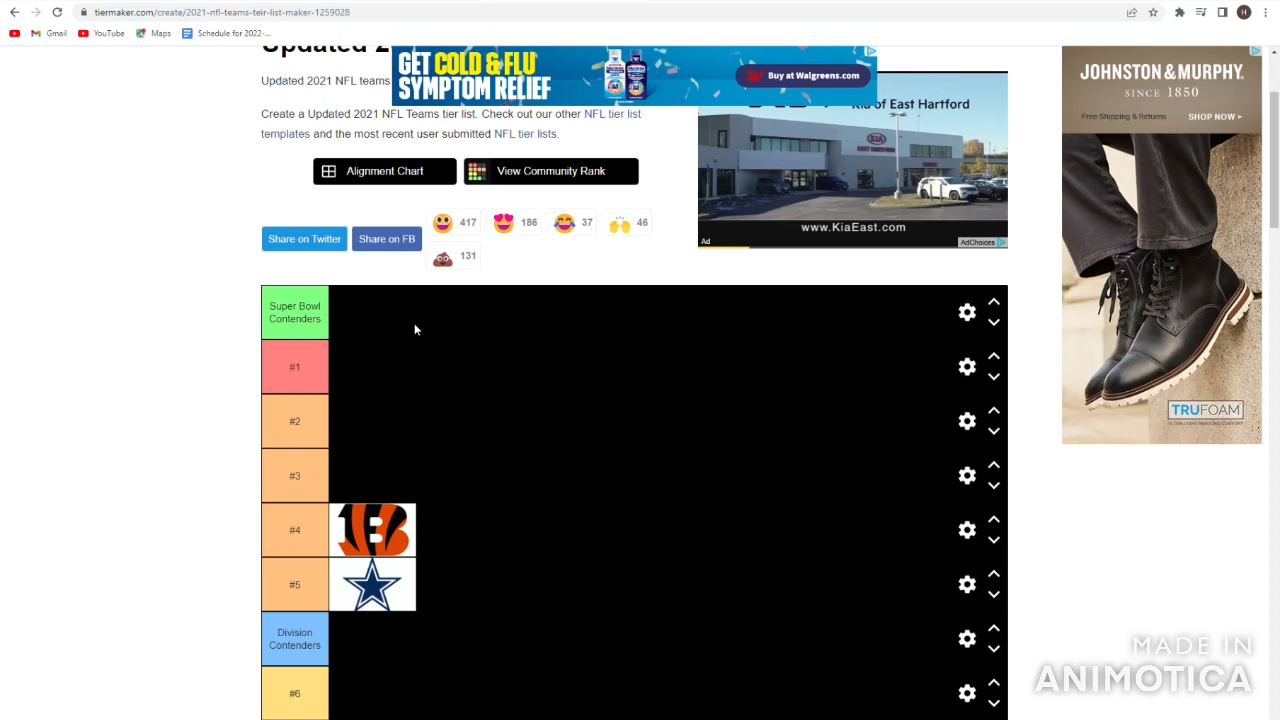 tiermaker.com/create/2021-nfl-teams-teir-list-maker-1259028
Gmail
YouTube
Maps
Schedule for 2022-...
Updated 2
Updated 2021 NFL teams
Create a Updated 2021 NFL Teams tier list. Check out our other NFL tier list
templates and the most recent user submitted NFL tier lists.
Alignment Chart
View Community Rank
Share on Twitter
Share on FB
417
186
37
46
131
GET COLD & FLU
SYMPTOM RELIEF
Buy at Walgreens.com
Kia of East Hartford
KIA
www.KiaEast.com
Ad
AdChoices
JOHNSTON & MURPHY.
SINCE 1850
Free Shipping & Returns
SHOP NOW >
TRUFOAM
Super Bowl
Contenders
#1
#2
#3
#4
B
#5
Division
Contenders
#6
H
MADE IN
ANIMOTICA